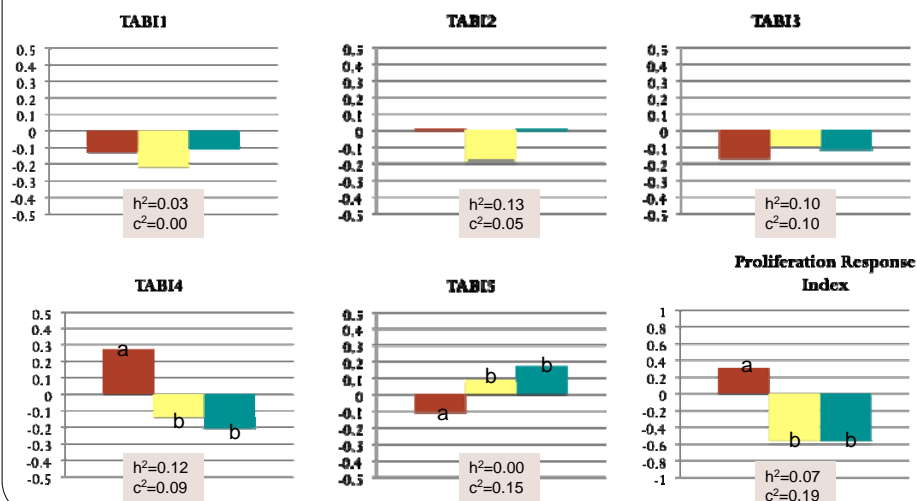 TABI1
0.5
0.4
0.3
0.2
0.1
0
-0.1
-0.2
-0.3
-0.4
-0.5
h²=0.03
c²=0.00
TABI2
0.5
0.4
0.3
0.2
0.1
0
-0.1
-0.2
-0.3
-0.4
-0.5
h²=0.13
c²=0.05
TABI3
0.5
0.4
0.3
0.2
0.1
0
-0.1
-0.2
-0.3
-0.4
-0.5
h²=0.10
c²=0.10
TABI4
0.5
0.4
0.3
0.2
0.1
0
-0.1
-0.2
-0.3
-0.4
-0.5
a
b
b
h²=0.12
c²=0.09
TABI5
0.5
0.4
0.3
0.2
0.1
0
-0.1
-0.2
-0.3
-0.4
-0.5
a
b
b
h²=0.00
c²=0.15
Proliferation Response
Index
1
0.8
0.6
0.4
0.2
0
-0.2
-0.4
-0.6
-0.8
-1
a
b
b
h²=0.07
c²=0.19